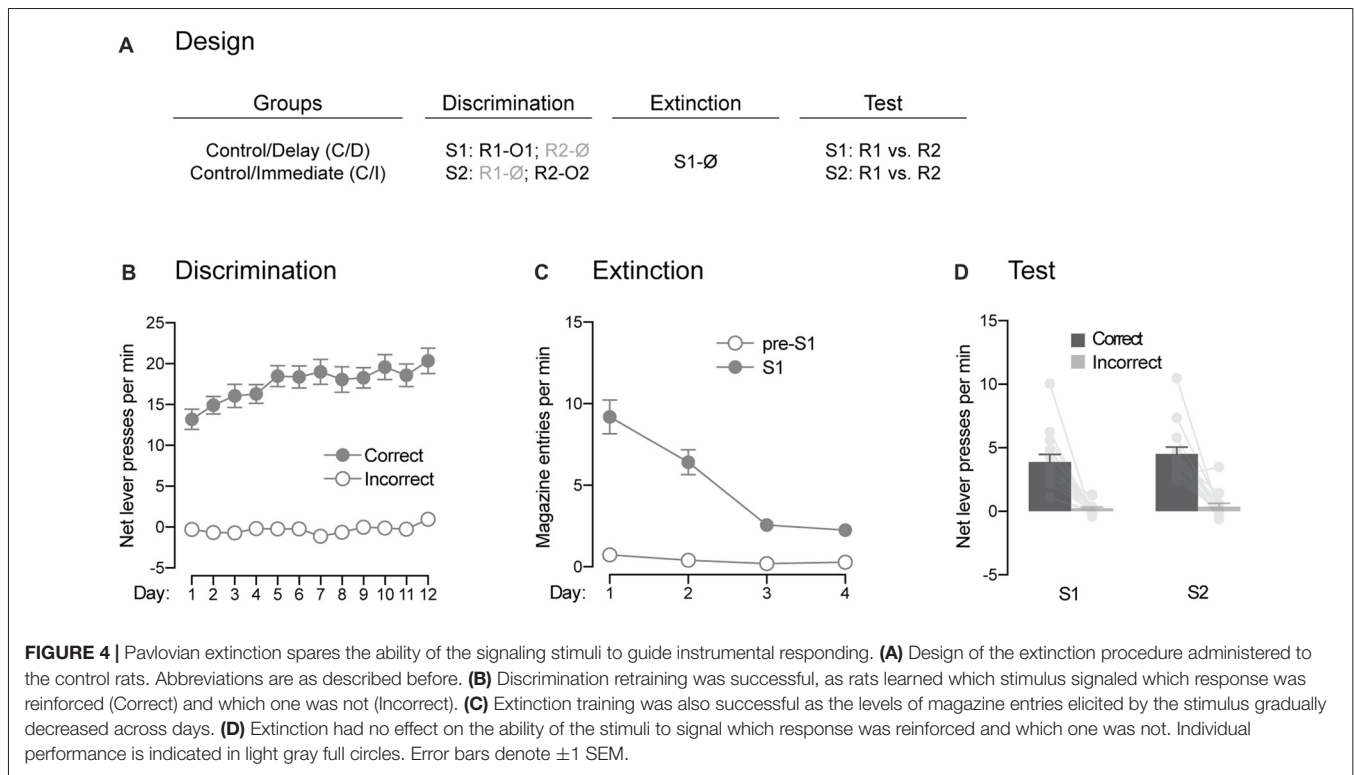 A Design
Groups Discrimination Extinction Test
Control/Delay (C/D) S1: R1-O1; R2-Ø S1: R1 vs. R2
S1-Ø
Control/Immediate (C/I) S2: R1-Ø; R2-O2 S2: R1 vs. R2
B Discrimination
Net lever presses per min
25
20
15
10
5
0
-5
Correct
Incorrect
Day: 1 2 3 4 5 6 7 8 9 10 11 12
C Extinction
Magazine entries per min
15
10
5
0
pre-S1
S1
Day: 1 2 3 4
D Test
Net lever presses per min
15
10
5
0
-5
Correct
Incorrect
S1 S2
FIGURE 4 | Pavlovian extinction spares the ability of the signaling stimuli to guide instrumental responding. (A) Design of the extinction procedure administered to
the control rats. Abbreviations are as described before. (B) Discrimination retraining was successful, as rats learned which stimulus signaled which response was
reinforced (Correct) and which one was not (Incorrect). (C) Extinction training was also successful as the levels of magazine entries elicited by the stimulus gradually
decreased across days. (D) Extinction had no effect on the ability of the stimuli to signal which response was reinforced and which one was not. Individual
performance is indicated in light gray full circles. Error bars denote ±1 SEM.